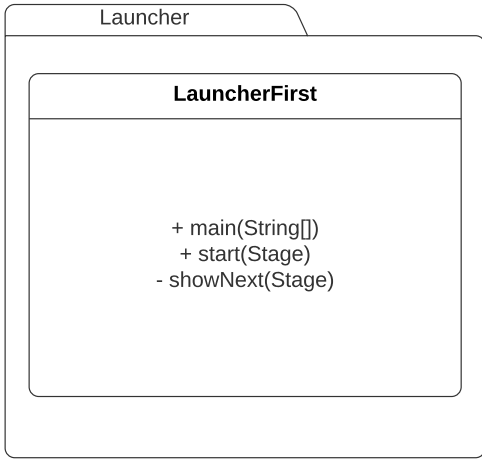 Launcher
LauncherFirst
+ main(String[])
+ start(Stage)
- showNext(Stage)